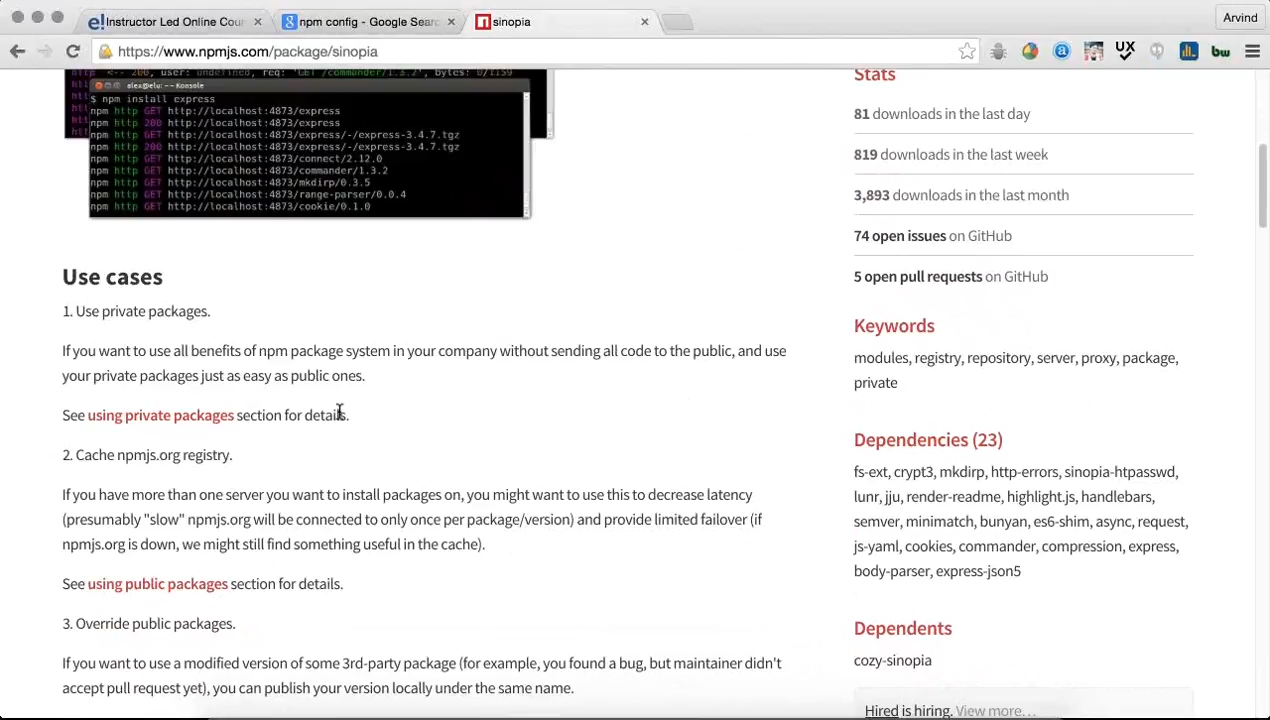 Instructor Led Online Cou
npm config - Google Sear
sinopia
Arvind
https://www.npmjs.com/package/sinopia
http <-- 200, user: undefined, req: 'GET /commander/1.3.2', bytes: 0/1159
alex@elu: ~ - Konsole
$ npm install express
npm http GET http://localhost:4873/express
npm http 200 http://localhost:4873/express
npm http GET http://localhost:4873/express/-/express-3.4.7.tgz
npm http 200 http://localhost:4873/express/-/express-3.4.7.tgz
npm http GET http://localhost:4873/connect/2.12.0
npm http GET http://localhost:4873/commander/1.3.2
npm http GET http://localhost:4873/mkdirp/0.3.5
npm http GET http://localhost:4873/range-parser/0.0.4
npm http GET http://localhost:4873/cookie/0.1.0
Use cases
1. Use private packages.
If you want to use all benefits of npm package system in your company without sending all code to the public, and use
your private packages just as easy as public ones.
See using private packages section for details.
2. Cache npmjs.org registry.
If you have more than one server you want to install packages on, you might want to use this to decrease latency
(presumably "slow" npmjs.org will be connected to only once per package/version) and provide limited failover (if
npmjs.org is down, we might still find something useful in the cache).
See using public packages section for details.
3. Override public packages.
If you want to use a modified version of some 3rd-party package (for example, you found a bug, but maintainer didn't
accept pull request yet), you can publish your version locally under the same name.
Stats
81 downloads in the last day
819 downloads in the last week
3,893 downloads in the last month
74 open issues on GitHub
5 open pull requests on GitHub
Keywords
modules, registry, repository, server, proxy, package,
private
Dependencies (23)
fs-ext, crypt3, mkdirp, http-errors, sinopia-htpasswd,
lunr, jju, render-readme, highlight.js, handlebars,
semver, minimatch, bunyan, es6-shim, async, request,
js-yaml, cookies, commander, compression, express,
body-parser, express-json5
Dependents
cozy-sinopia
Hired is hiring. View more…